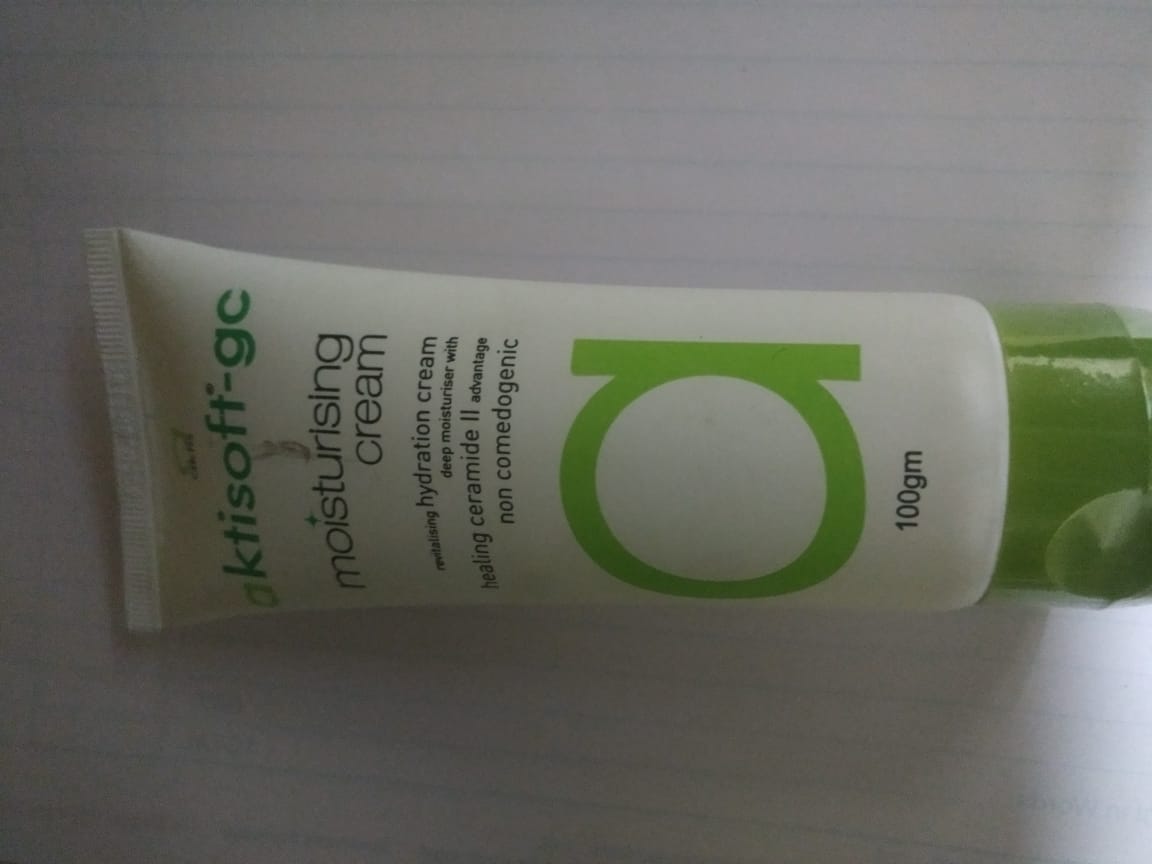 aktisoft-gc
moisturising
cream
revitalising hydration cream
deep moisturiser with
healing ceramide II advantage
non comedogenic
a
100gm